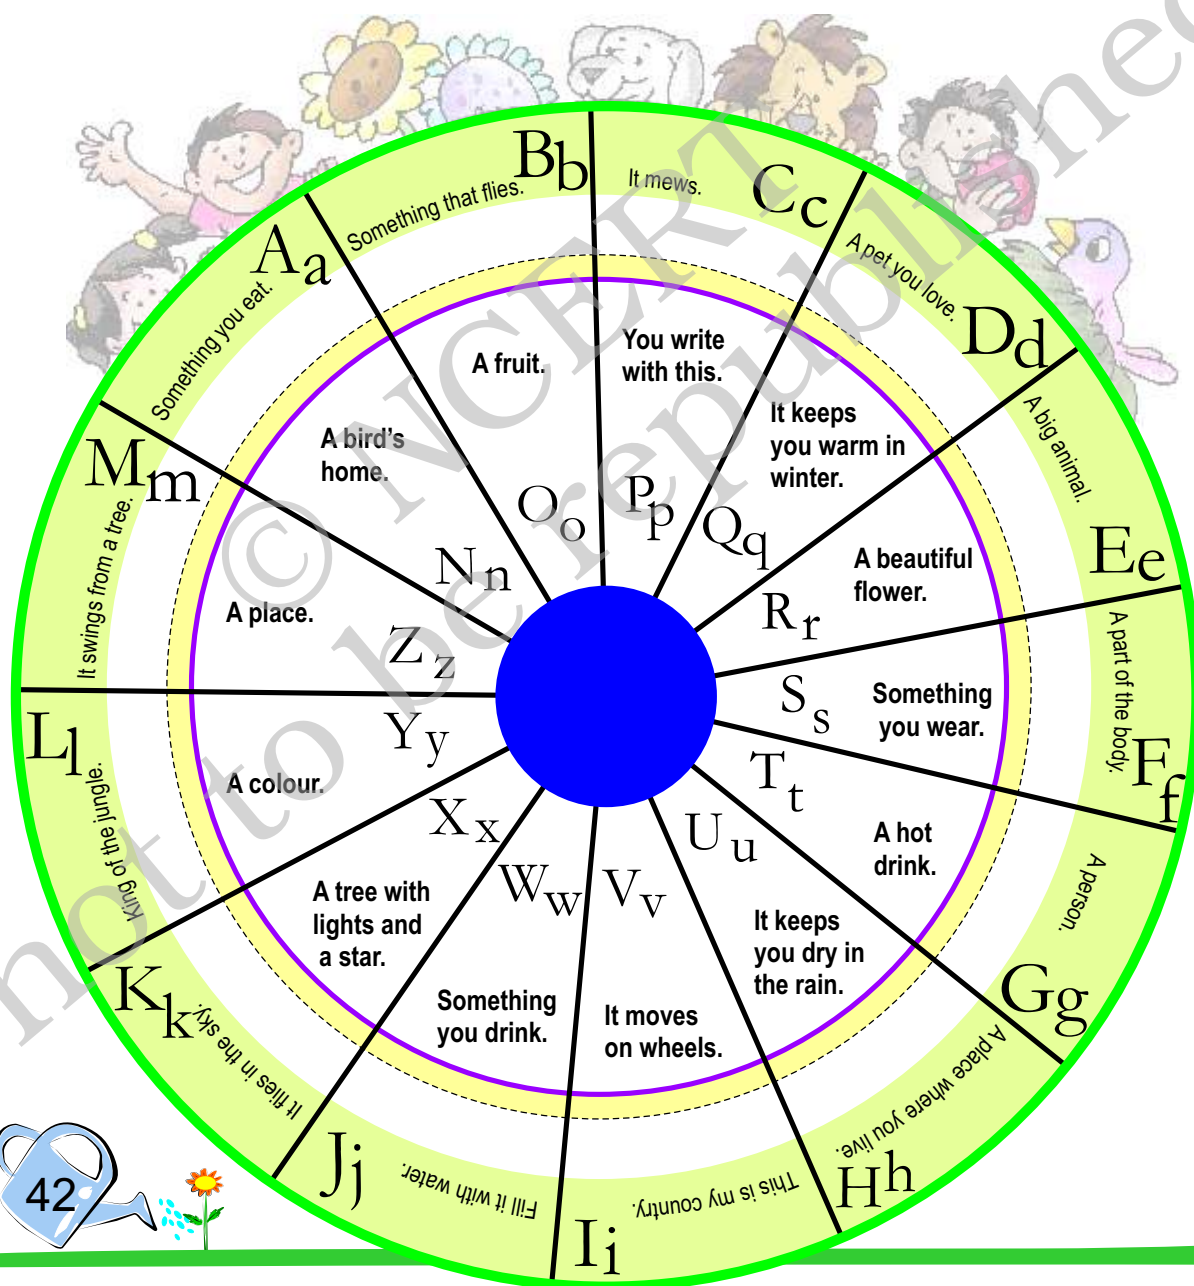 Aa
Something you eat.
Bb
Something that flies.
Cc
It mews.
Dd
A pet you love.
Ee
A big animal.
Ff
A part of the body.
Gg
A person.
Hh
A place where you live.
Ii
This is my country.
Jj
Fill it with water.
Kk
It flies in the sky.
Ll
King of the jungle.
Mm
It swings from a tree.
Nn
A bird's
home.
Oo
A fruit.
Pp
You write
with this.
Qq
It keeps
you warm in
winter.
Rr
A beautiful
flower.
Ss
Something
you wear.
Tt
A hot
drink.
Uu
It keeps
you dry in
the rain.
Vv
It moves
on wheels.
Ww
Something
you drink.
Xx
A tree with
lights and
a star.
Yy
A colour.
Zz
A place.
© NCERT
not to be republished
42